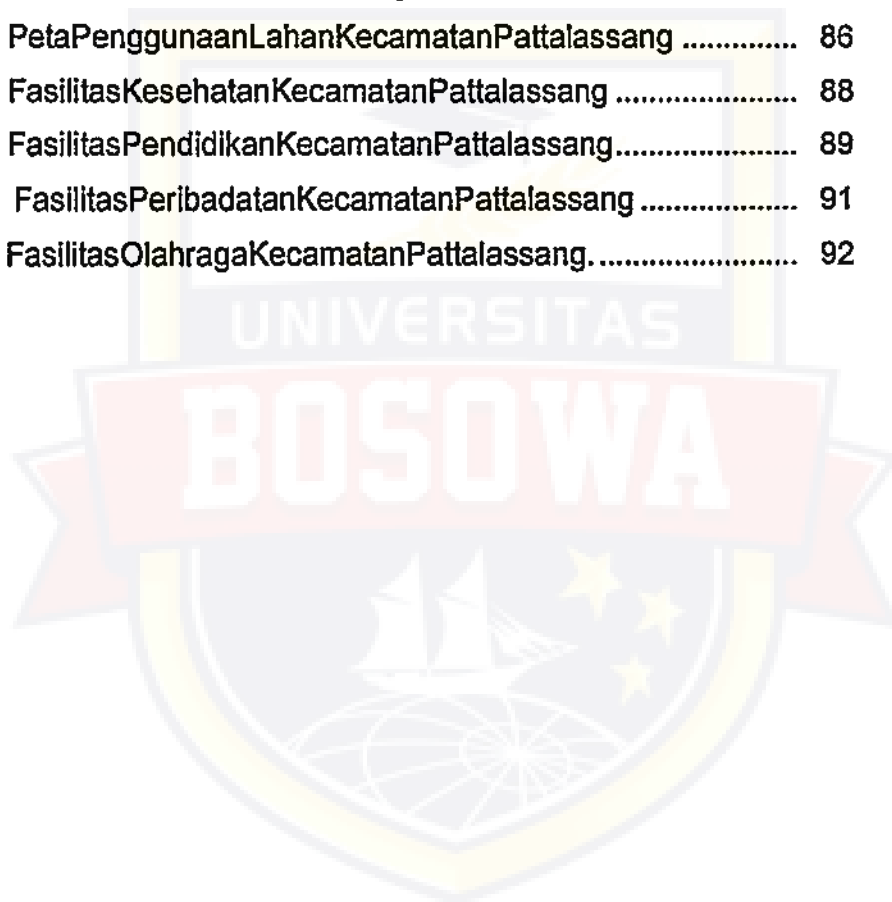 PetaPenggunaanLahanKecamatanPattalassang .............. 86
FasilitasKesehatanKecamatanPattalassang ...................... 88
FasilitasPendidikanKecamatanPattalassang...................... 89
FasilitasPeribadatanKecamatanPattalassang ................... 91
FasilitasOlahragaKecamatanPattalassang. ........................ 92
UNIVERSITAS
BOSOWA